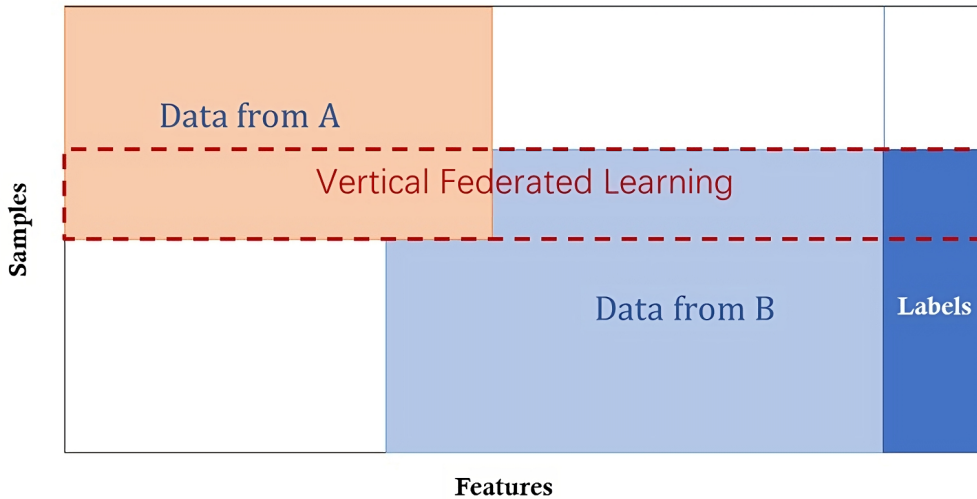 Data from A
Vertical Federated Learning
Samples
Data from B
Labels
Features